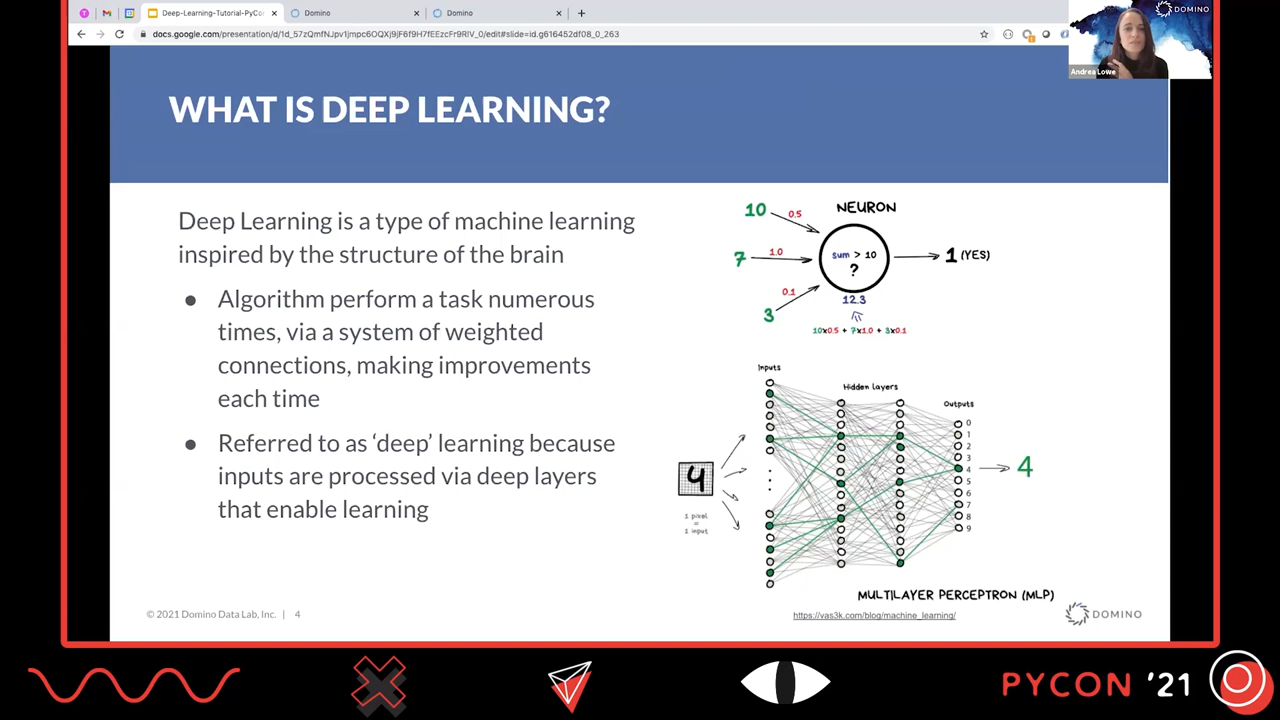 Deep-Learning-Tutorial-PyCon
Domino
Domino
docs.google.com/presentation/d/1d_57zQmfNJpv1jmpc6OQXj9jF6f9H7fEEzcFr9RlV_0/edit#slide=id.g616452df08_0_263
DOMINO
Andrea Lowe
WHAT IS DEEP LEARNING?
Deep Learning is a type of machine learning
inspired by the structure of the brain
● Algorithm perform a task numerous
times, via a system of weighted
connections, making improvements
each time
● Referred to as ‘deep’ learning because
inputs are processed via deep layers
that enable learning
NEURON
10
0.5
7
1.0
3
0.1
sum > 10
?
1 (YES)
12.3
10x0.5 + 7x1.0 + 3x0.1
Inputs
Hidden layers
Outputs
0
1
2
3
4
5
6
7
8
9
4
4
1 pixel
=
1 input
MULTILAYER PERCEPTRON (MLP)
https://vas3k.com/blog/machine_learning/
© 2021 Domino Data Lab, Inc. | 4
DOMINO
PYCON '21